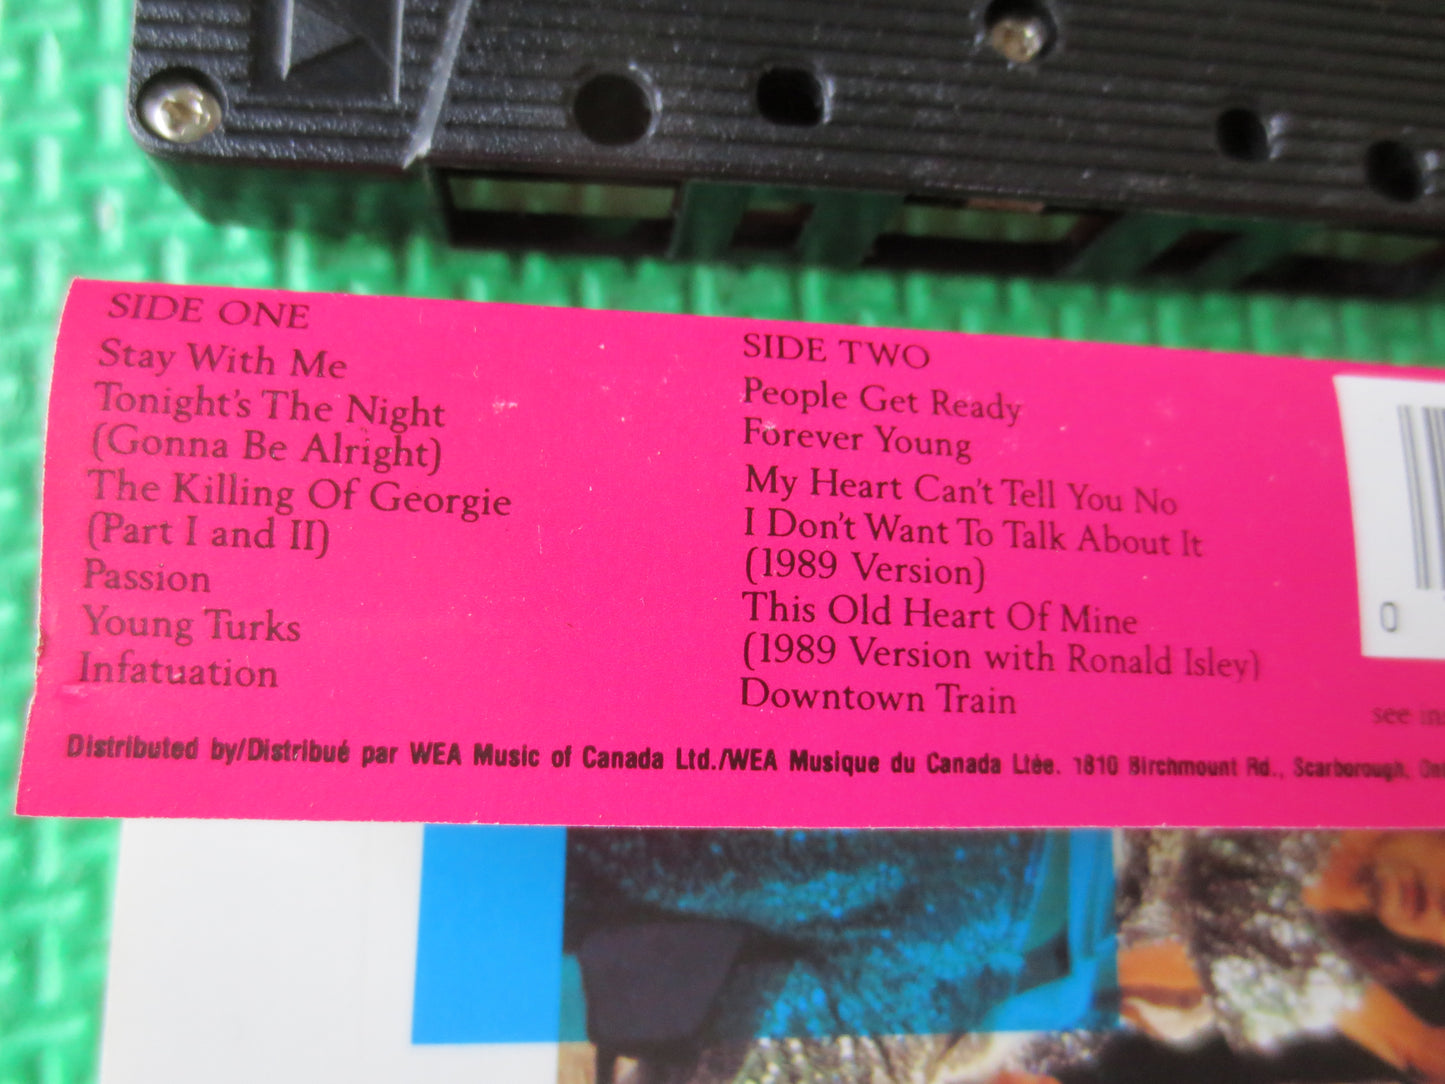 SIDE ONE
Stay With Me
Tonight's The Night
(Gonna Be Alright)
The Killing Of Georgie
(Part I and II)
Passion
Young Turks
Infatuation
SIDE TWO
People Get Ready
Forever Young
My Heart Can't Tell You No
I Don't Want To Talk About It
(1989 Version)
This Old Heart Of Mine
(1989 Version with Ronald Isley)
Downtown Train
0
see
Distributed by/Distribué par WEA Music of Canada Ltd./WEA Musique du Canada Ltée. 1810 Birchmount Rd., Scarborough,